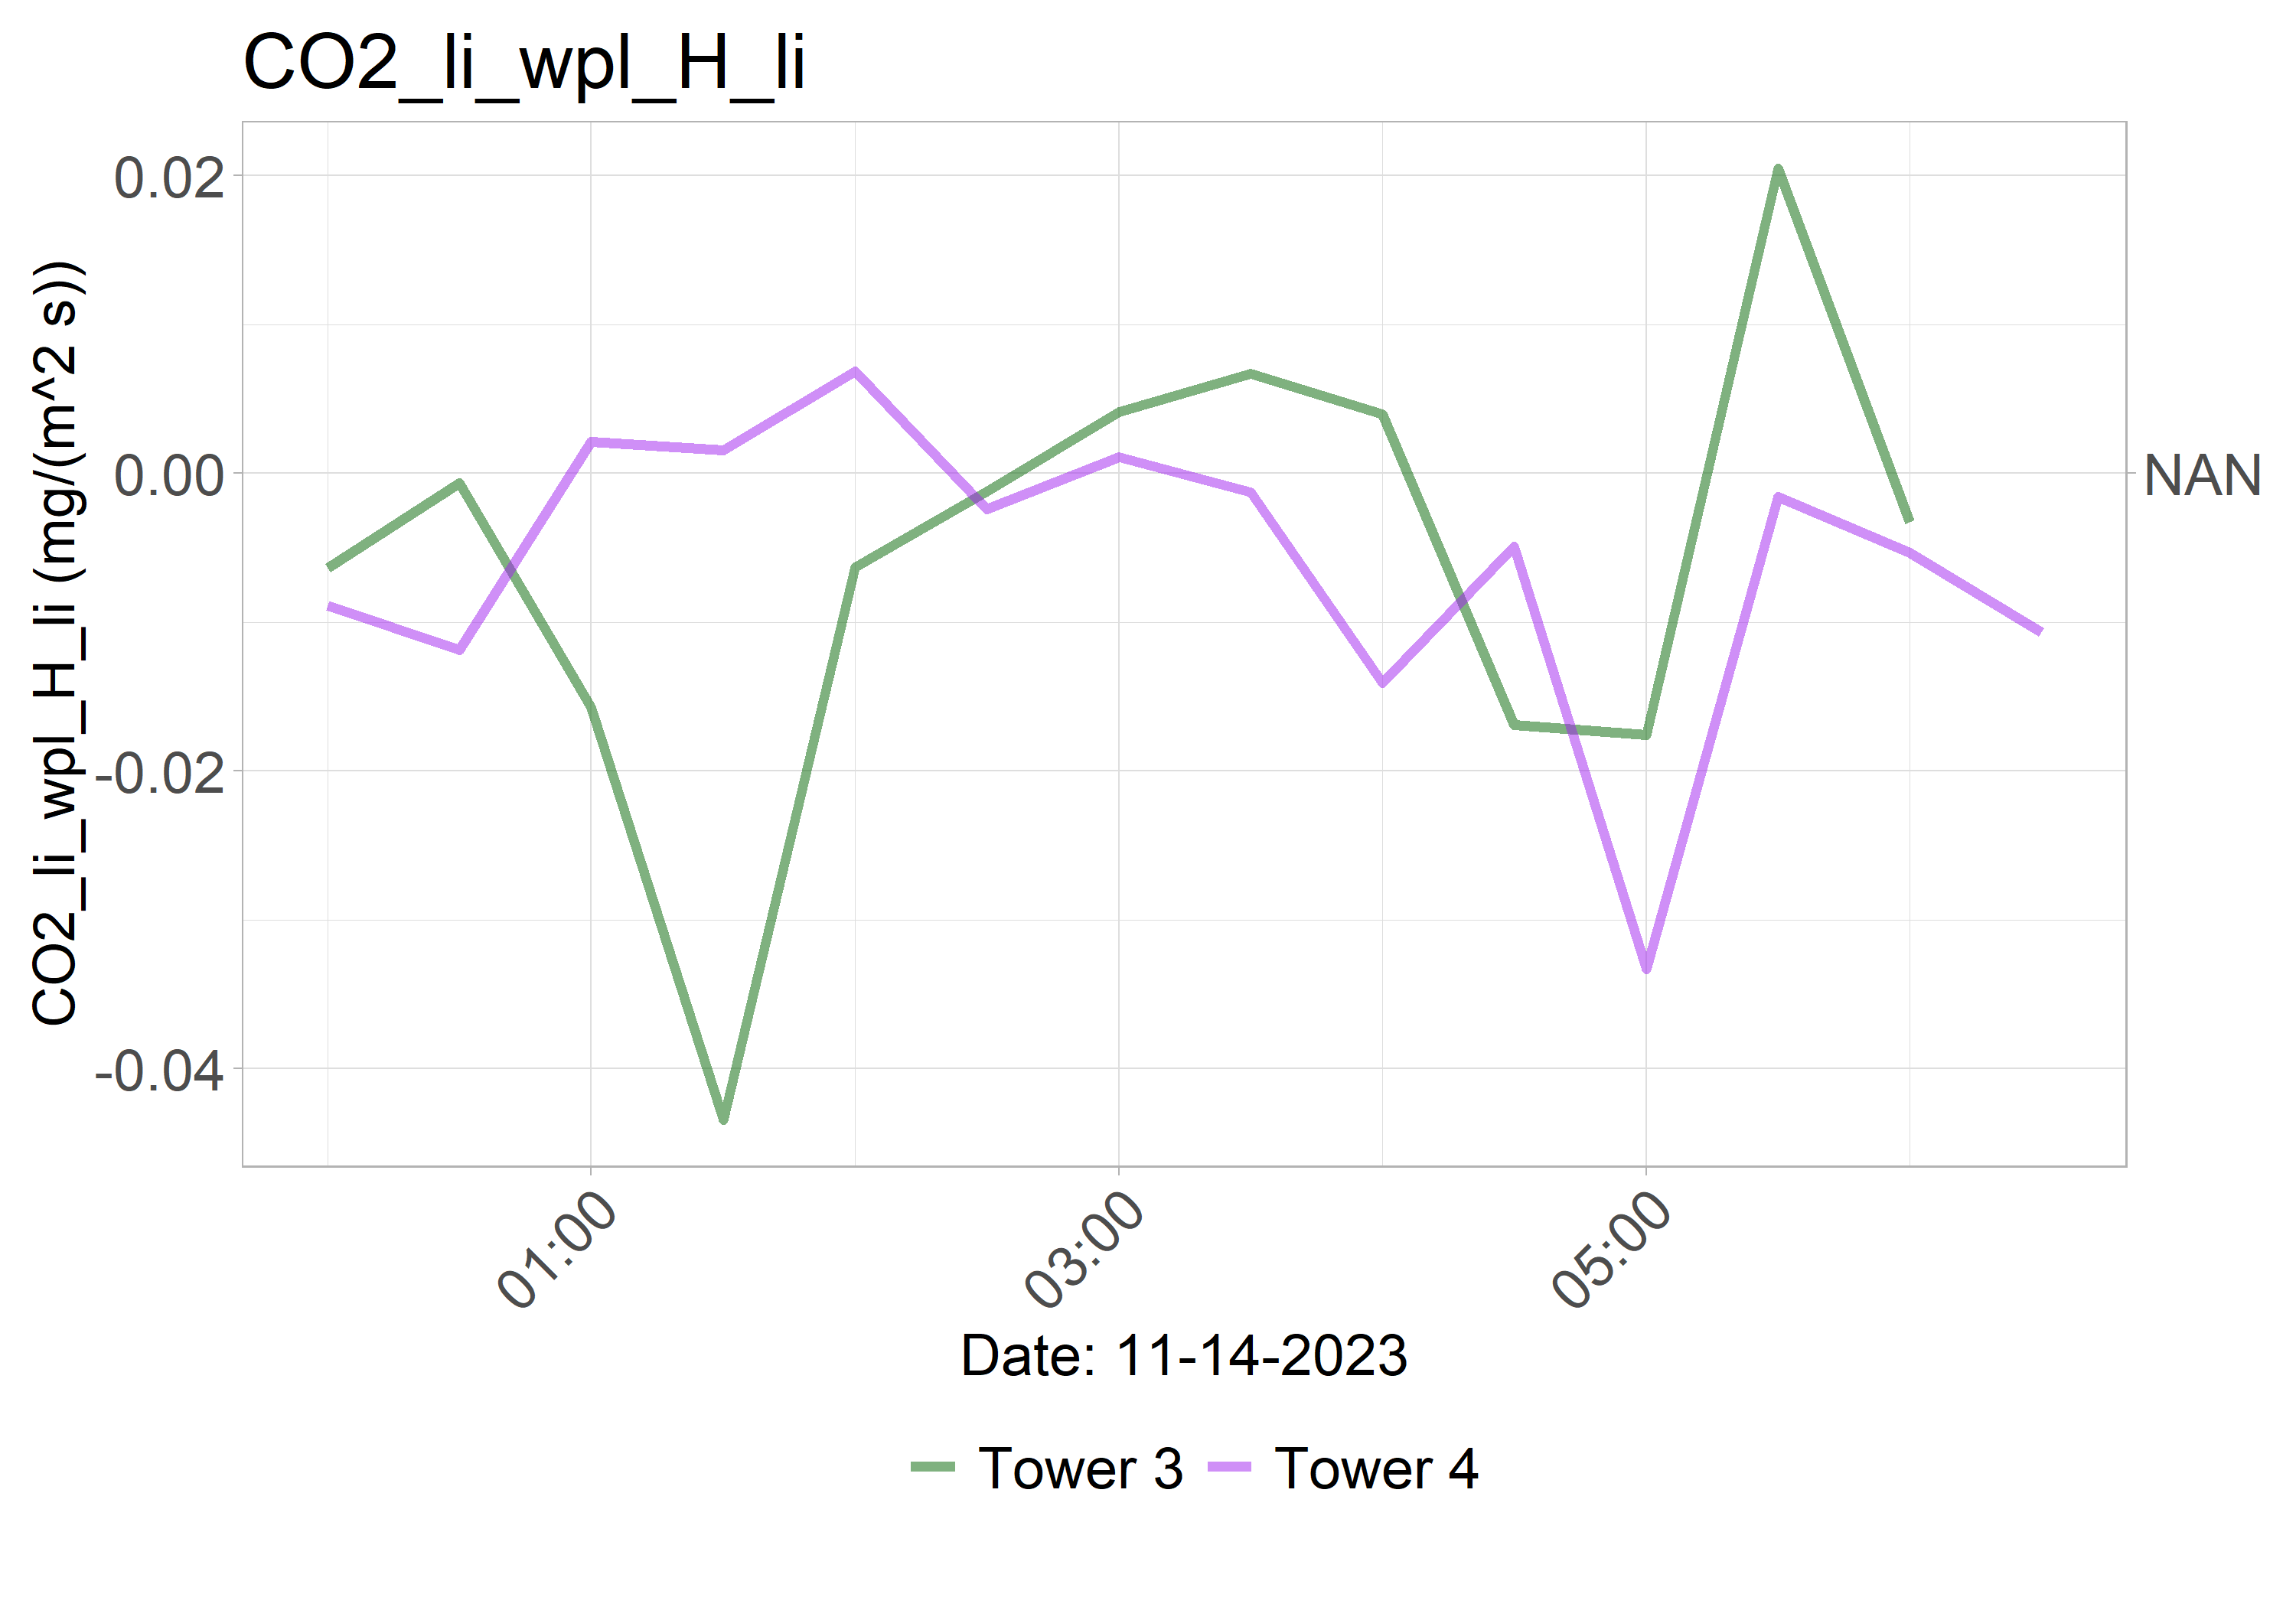 CO2_li_wpl_H_li
CO2_li_wpl_H_li (mg/(m^2 s))
0.02
0.00
-0.02
-0.04
NAN
01:00
03:00
05:00
Date: 11-14-2023
Tower 3
Tower 4